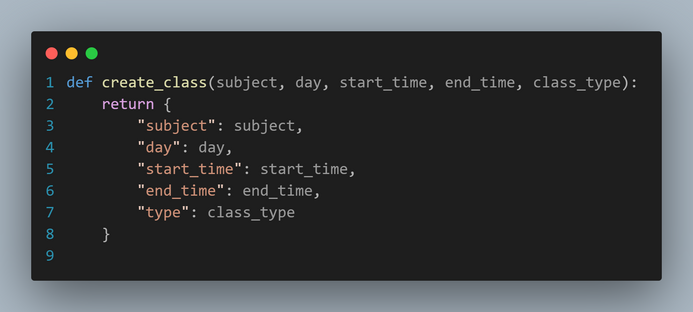 1 def create_class(subject, day, start_time, end_time, class_type):
2     return {
3         "subject": subject,
4         "day": day,
5         "start_time": start_time,
6         "end_time": end_time,
7         "type": class_type
8     }
9